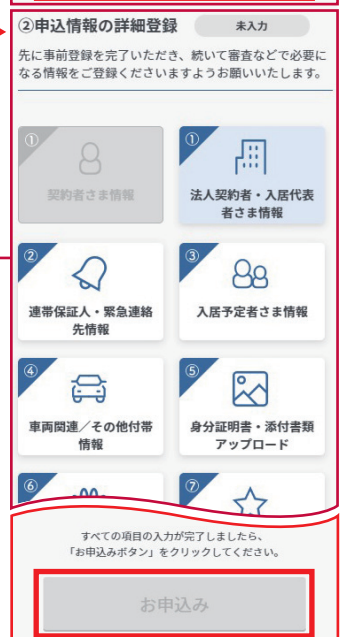 ②申込情報の詳細登録 未入力
先に事前登録を完了いただき、続いて審査などで必要に
なる情報をご登録くださいますようお願いいたします。
①
契約者さま情報
①
法人契約者・入居代表
者さま情報
②
連帯保証人・緊急連絡
先情報
③
入居予定者さま情報
④
車両関連／その他付帯
情報
⑤
身分証明書・添付書類
アップロード
⑥
⑦
すべての項目の入力が完了しましたら、
「お申込みボタン」をクリックしてください。
お申込み